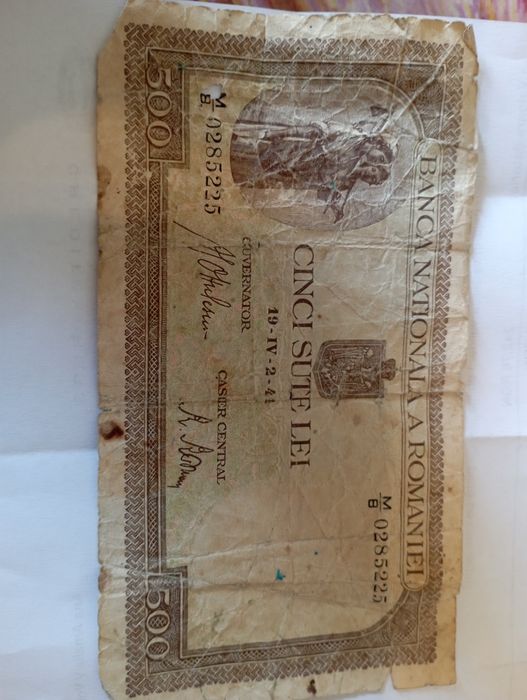 BANCA NATIONALA A ROMANIEI
M/B 0285225
CINCI SUTE LEI
19-IV-2-41
GUVERNATOR
CASIER CENTRAL
M/B 0285225
500
500